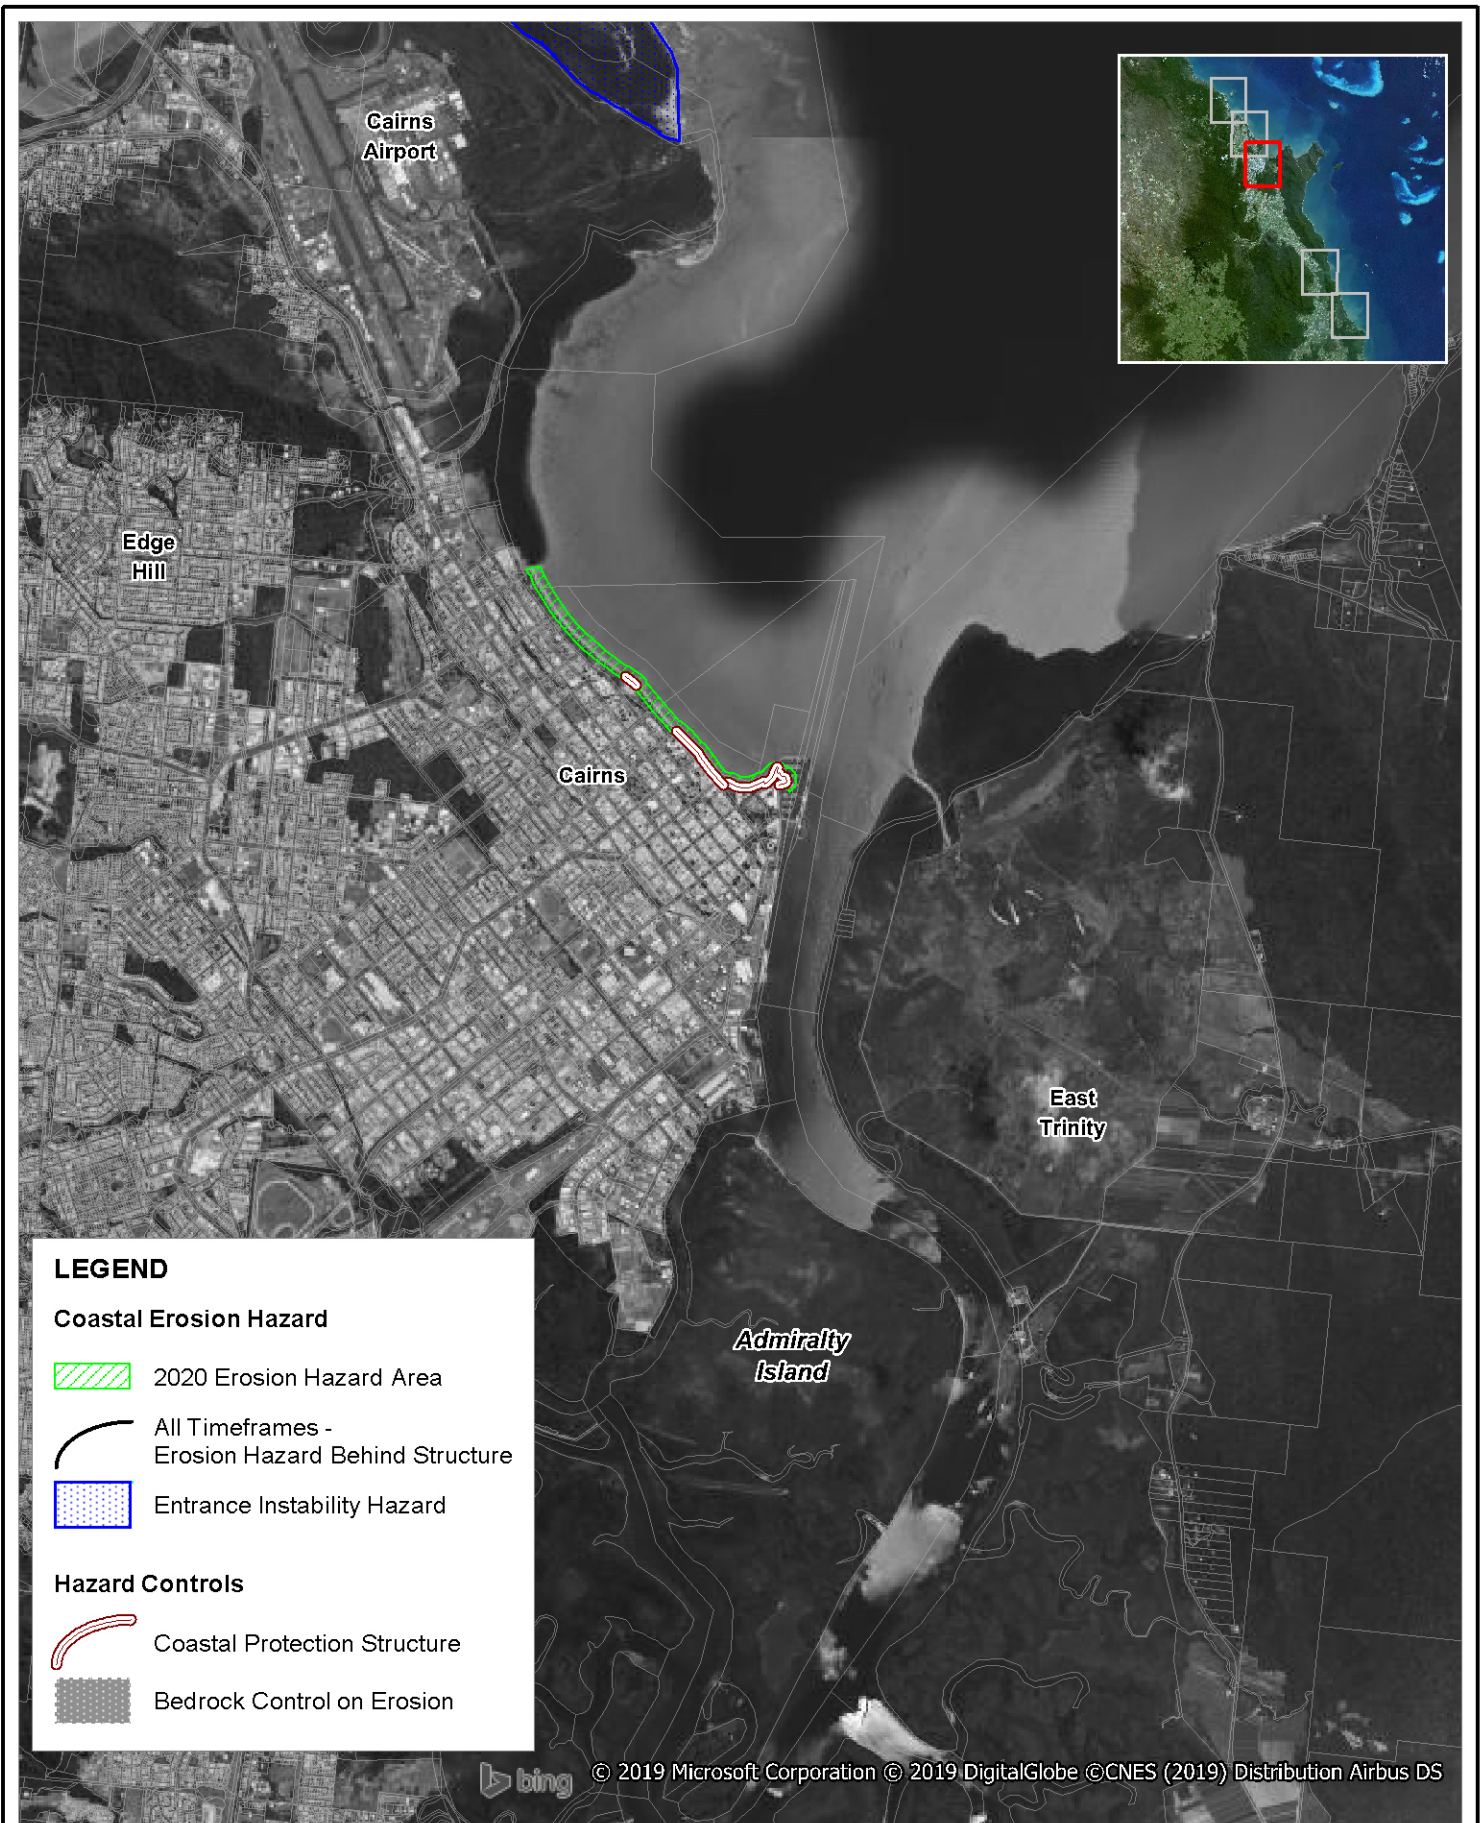 Cairns
Airport
Edge
Hill
Cairns
East
Trinity
Admiralty
Island
LEGEND
Coastal Erosion Hazard
2020 Erosion Hazard Area
All Timeframes -
Erosion Hazard Behind Structure
Entrance Instability Hazard
Hazard Controls
Coastal Protection Structure
Bedrock Control on Erosion
bing
© 2019 Microsoft Corporation © 2019 DigitalGlobe ©CNES (2019) Distribution Airbus DS